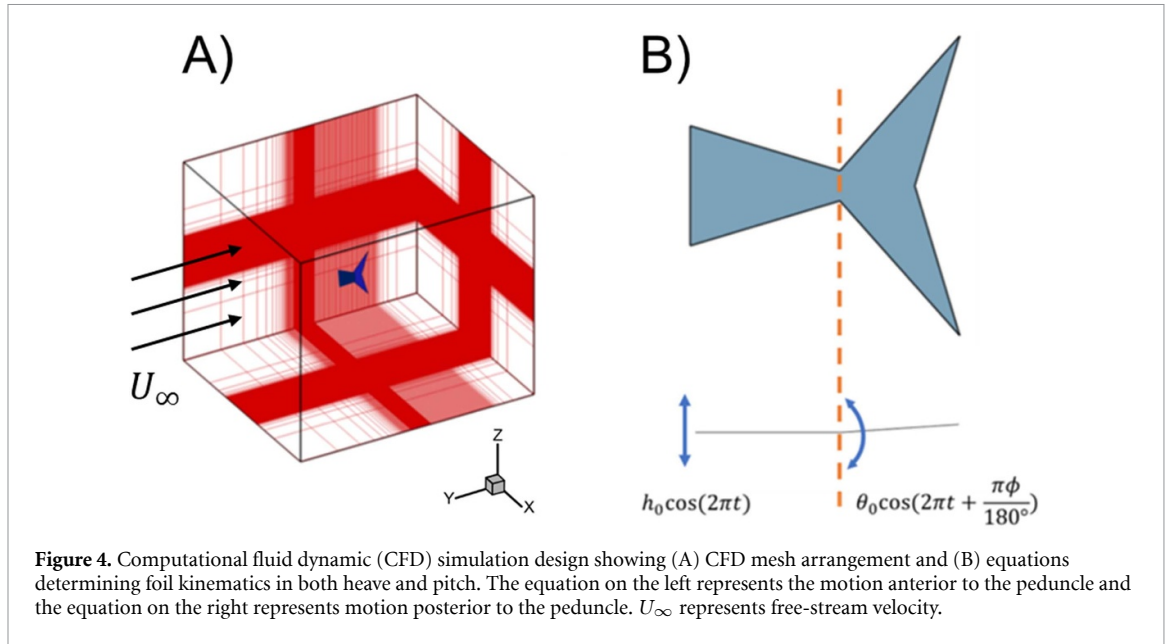 A)
B)
U∞
Z
Y
X
h₀cos(2πt)
θ₀cos(2πt + πϕ/180°)
Figure 4. Computational fluid dynamic (CFD) simulation design showing (A) CFD mesh arrangement and (B) equations
determining foil kinematics in both heave and pitch. The equation on the left represents the motion anterior to the peduncle and
the equation on the right represents motion posterior to the peduncle. U∞ represents free-stream velocity.